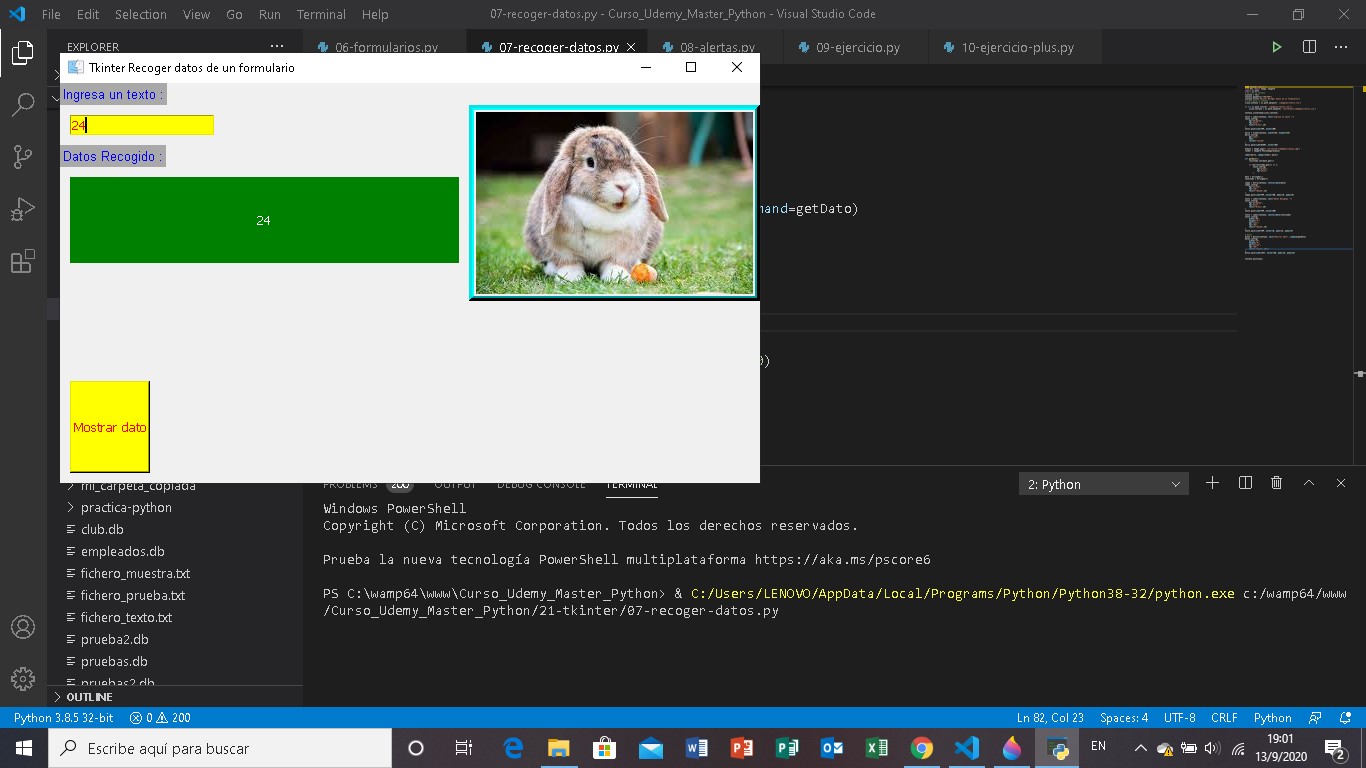 File Edit Selection View Go Run Terminal Help
07-recoger-datos.py - Curso_Udemy_Master_Python - Visual Studio Code
EXPLORER
06-formularios.py
07-recoger-datos.py
08-alertas.py
09-ejercicio.py
10-ejercicio-plus.py
Tkinter Recoger datos de un formulario
Ingresa un texto :
24
Datos Recogido :
24
Mostrar dato
mand=getDato)
0)
mi_carpeta_copiada
practica-python
club.db
empleados.db
fichero_muestra.txt
fichero_prueba.txt
fichero_texto.txt
prueba2.db
pruebas.db
pruebas2.db
OUTLINE
PROBLEMS 200 OUTPUT DEBUG CONSOLE TERMINAL
2: Python
Windows PowerShell
Copyright (C) Microsoft Corporation. Todos los derechos reservados.
Prueba la nueva tecnología PowerShell multiplataforma https://aka.ms/pscore6
PS C:\wamp64\www\Curso_Udemy_Master_Python> & C:/Users/LENOVO/AppData/Local/Programs/Python/Python38-32/python.exe c:/wamp64/www
/Curso_Udemy_Master_Python/21-tkinter/07-recoger-datos.py
Python 3.8.5 32-bit 0 200
Ln 82, Col 23 Spaces: 4 UTF-8 CRLF Python
Escribe aquí para buscar
EN
19:01
13/9/2020
2